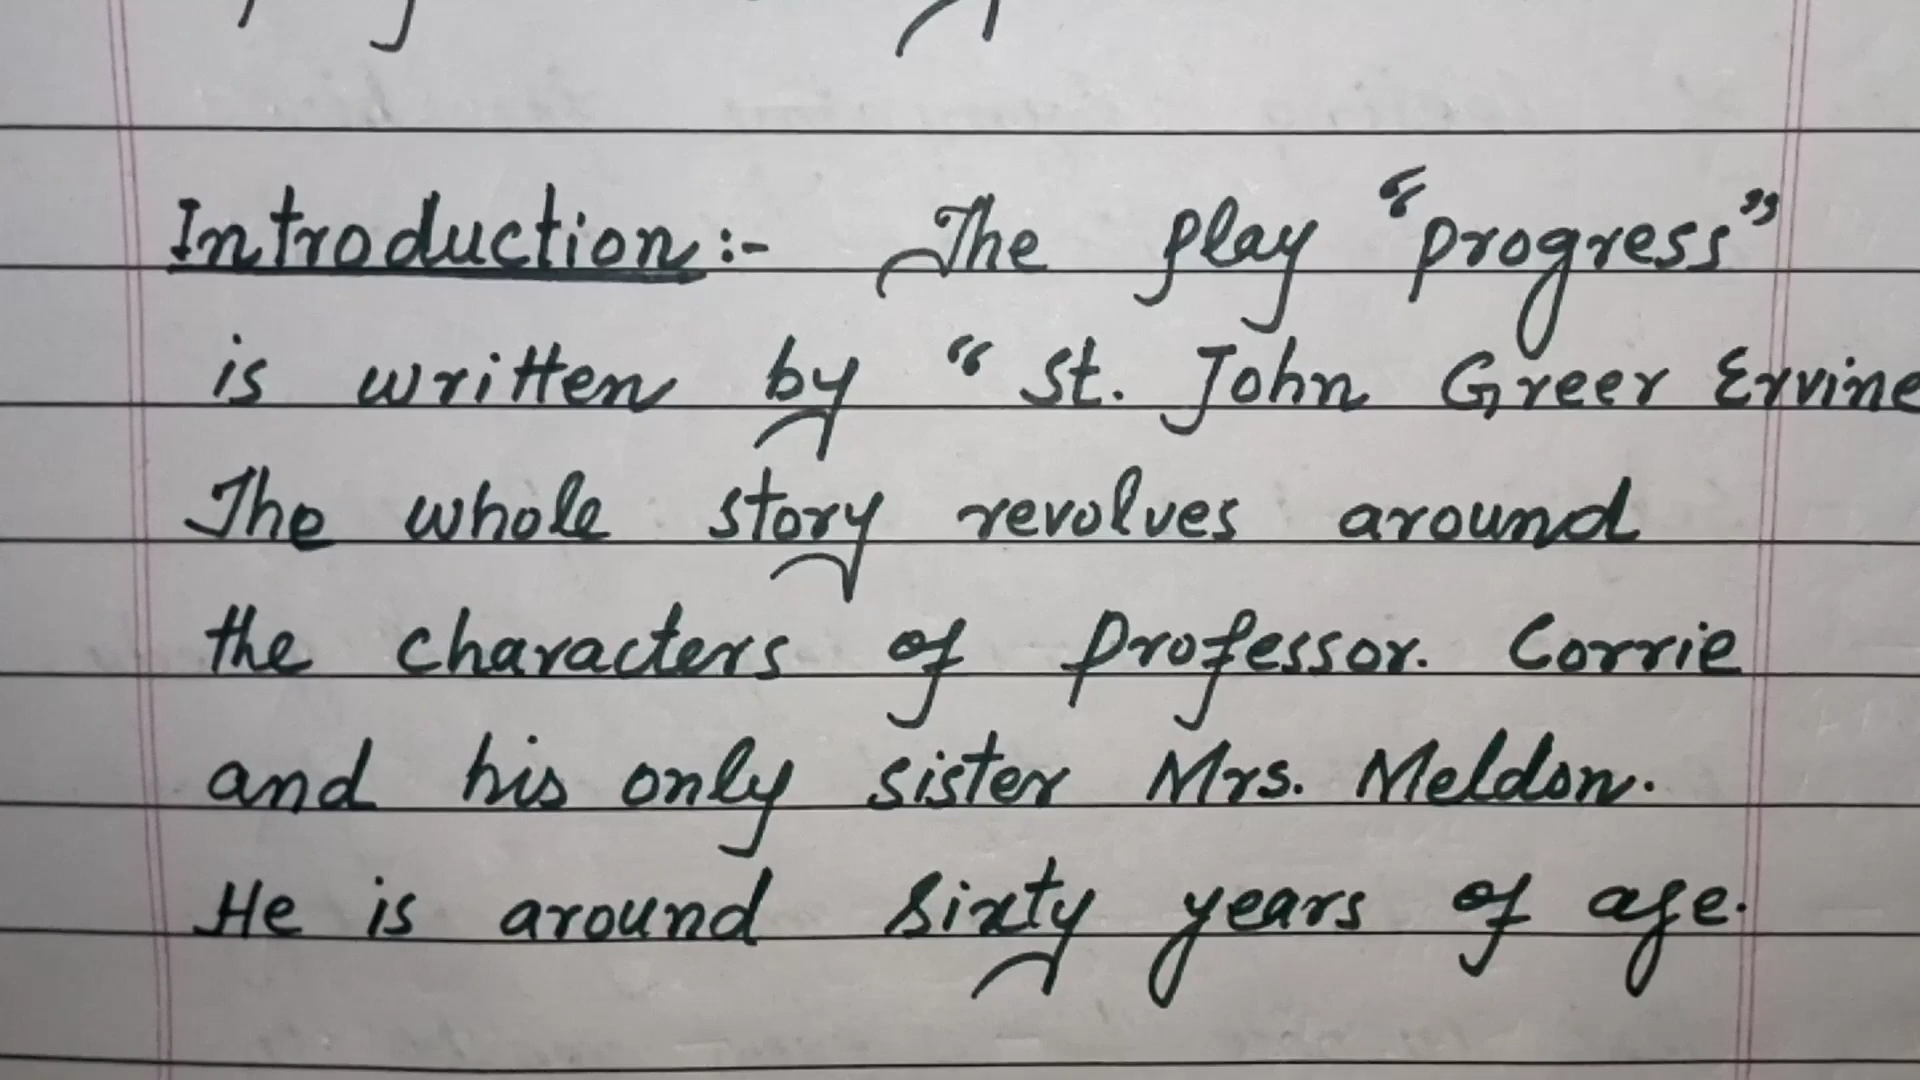 Introduction:- The play "progress"
is written by " St. John Greer Ervine
The whole story revolves around
the characters of professor. Corrie
and his only sister Mrs. Meldon.
He is around sixty years of age.